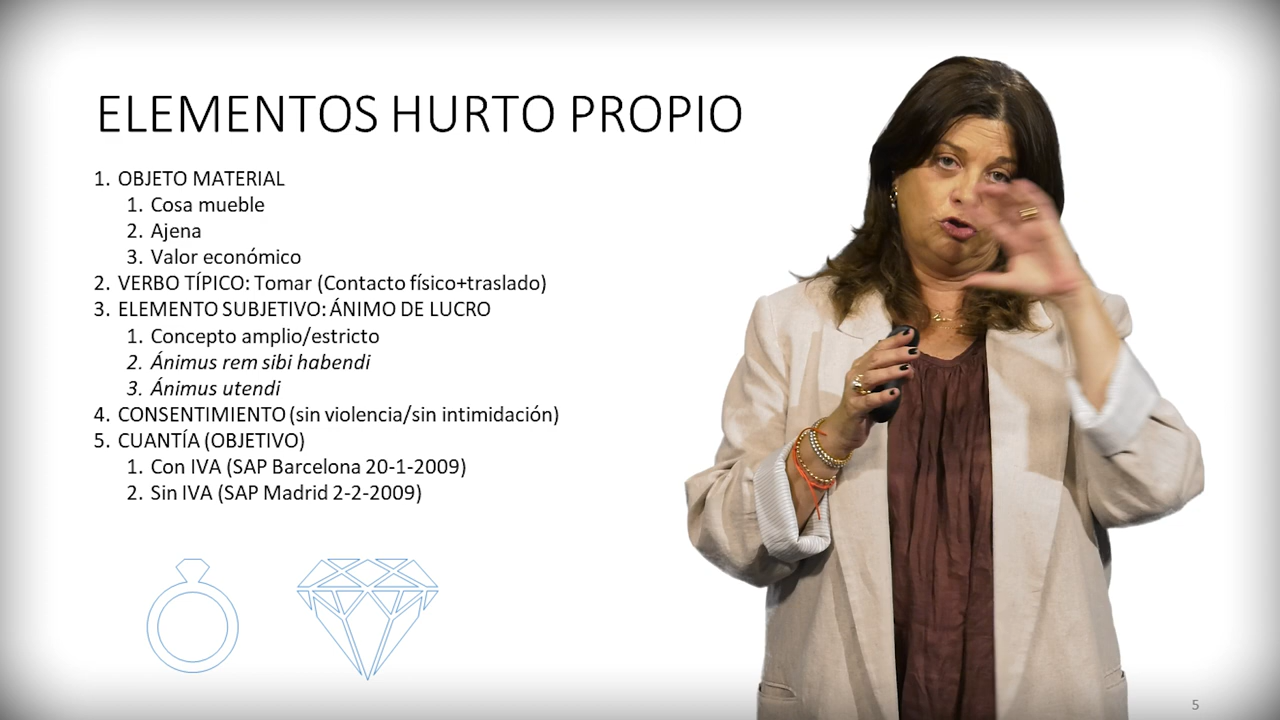 ELEMENTOS HURTO PROPIO
1. OBJETO MATERIAL
1. Cosa mueble
2. Ajena
3. Valor económico
2. VERBO TÍPICO: Tomar (Contacto físico+traslado)
3. ELEMENTO SUBJETIVO: ÁNIMO DE LUCRO
1. Concepto amplio/estricto
2. Ánimus rem sibi habendi
3. Ánimus utendi
4. CONSENTIMIENTO (sin violencia/sin intimidación)
5. CUANTÍA (OBJETIVO)
1. Con IVA (SAP Barcelona 20-1-2009)
2. Sin IVA (SAP Madrid 2-2-2009)
5